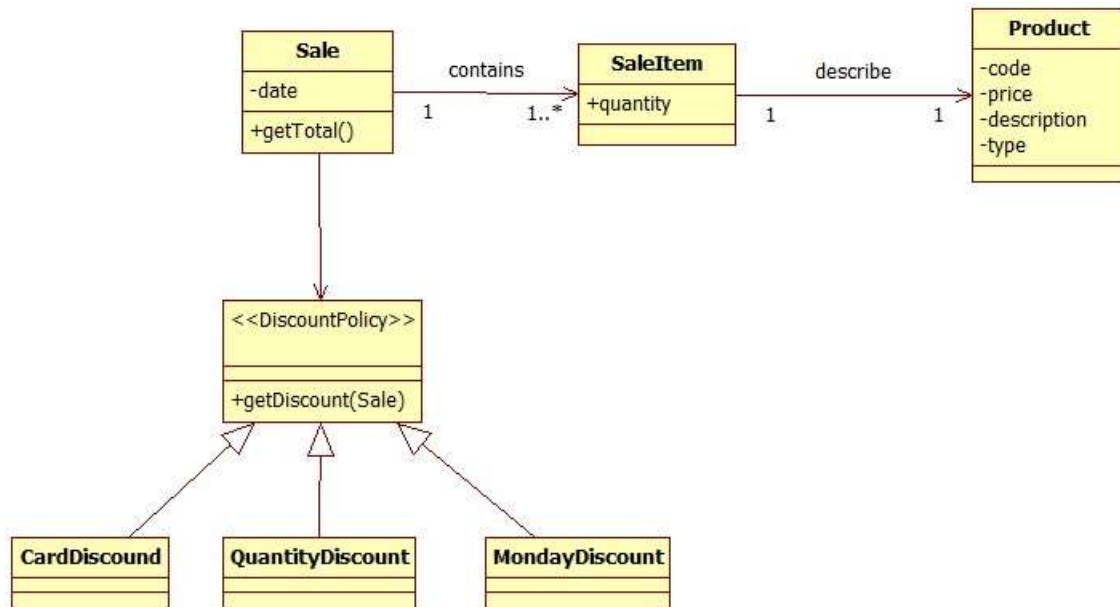 Sale
-date
+getTotal()
contains
1
1..*
SaleItem
+quantity
describe
1
1
Product
-code
-price
-description
-type
<<DiscountPolicy>>
+getDiscount(Sale)
CardDiscound
QuantityDiscount
MondayDiscount